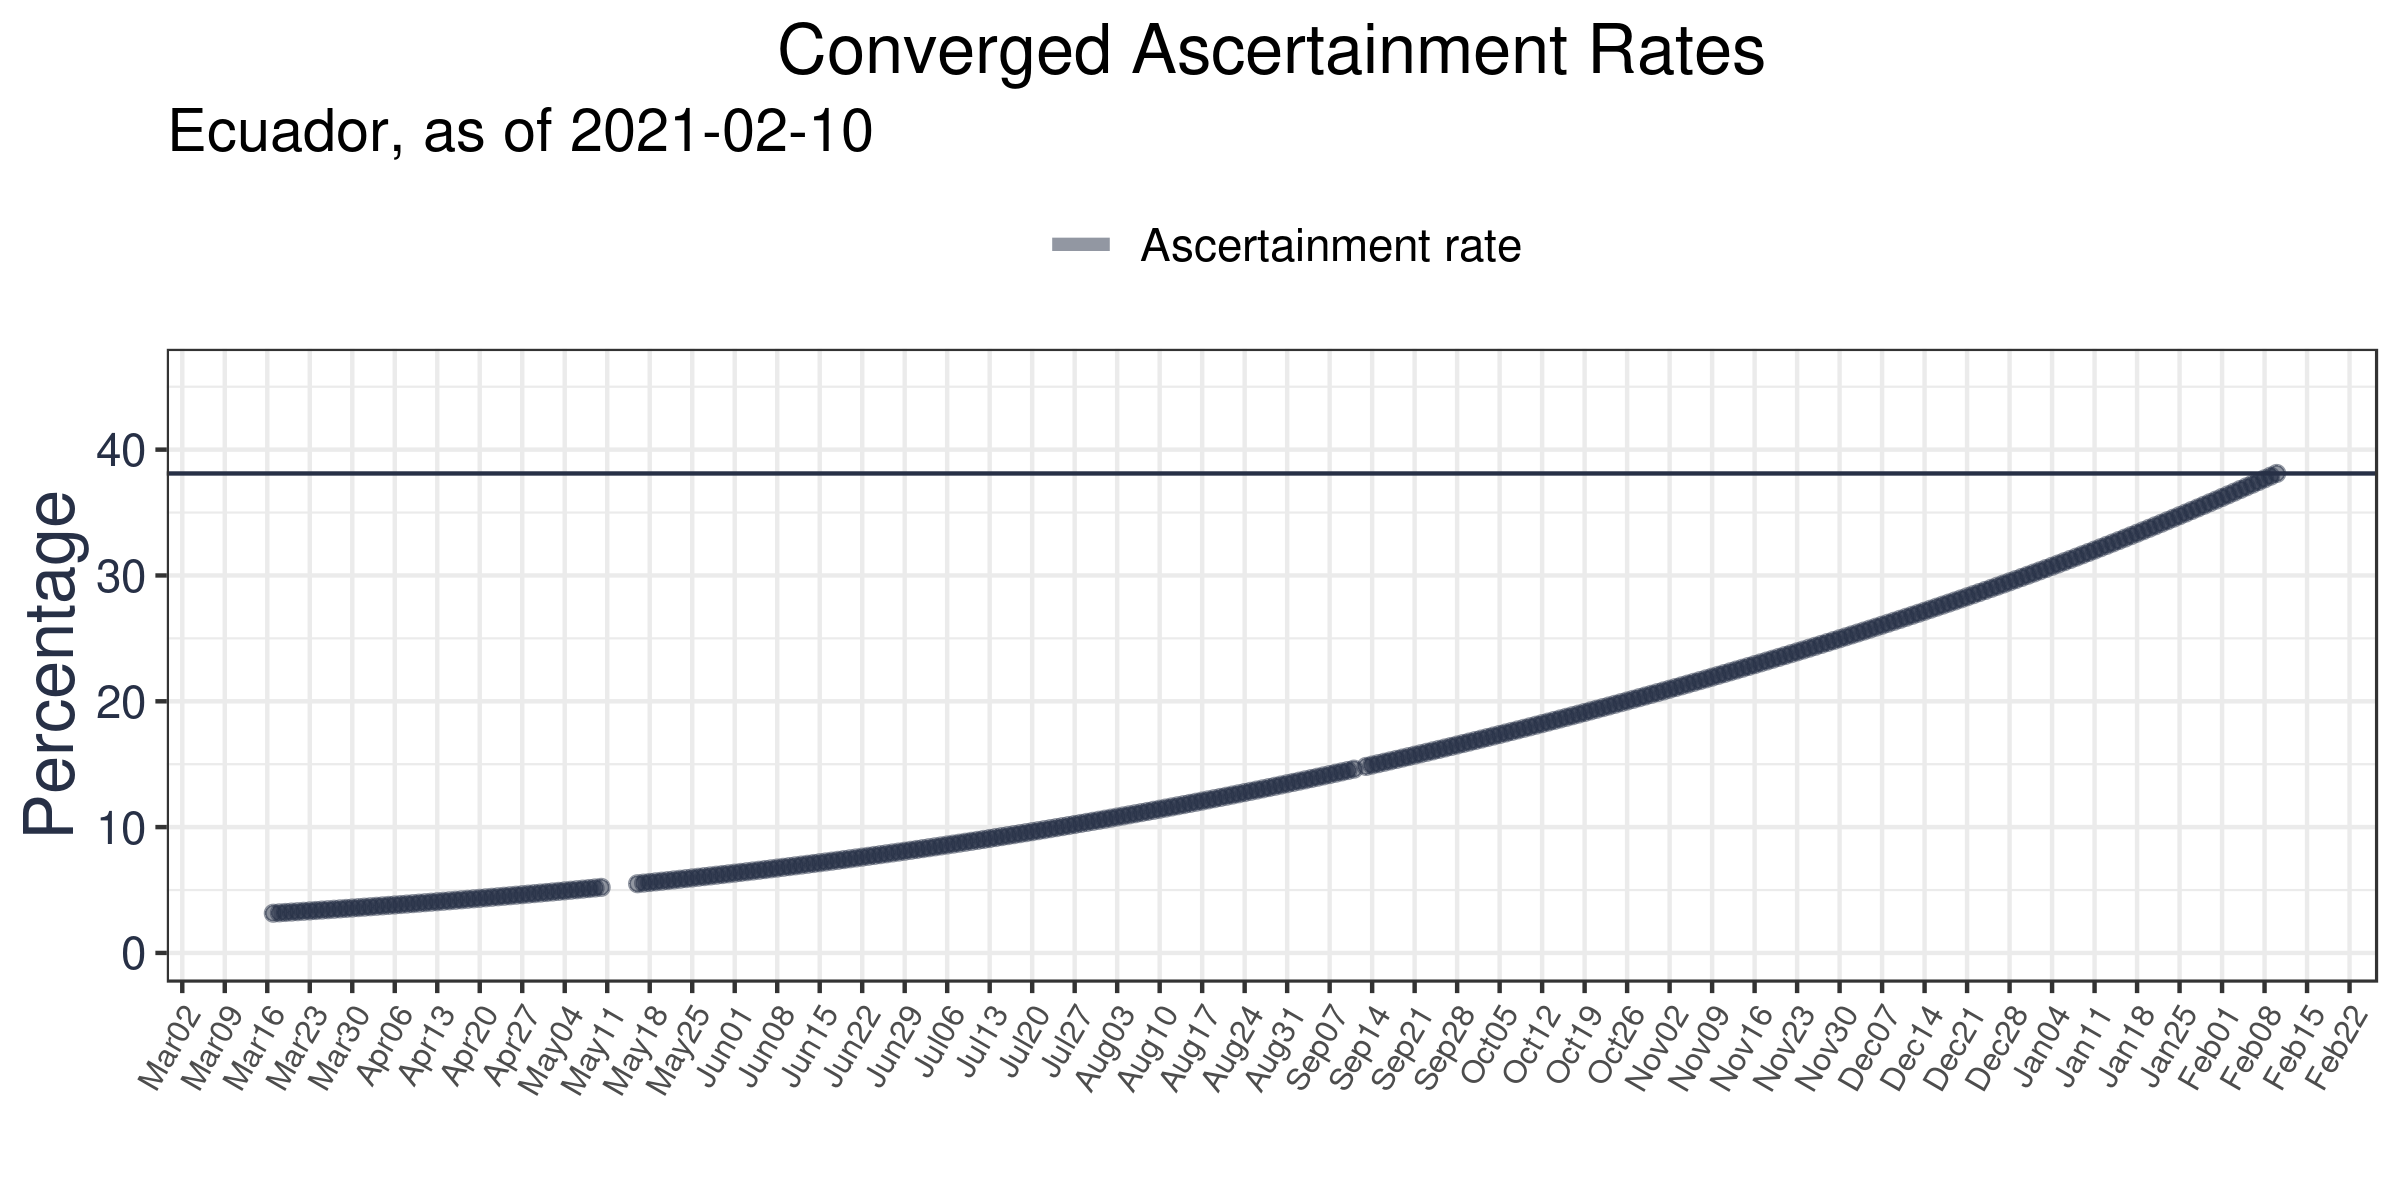 Converged Ascertainment Rates
Ecuador, as of 2021-02-10
Ascertainment rate
Percentage
40
30
20
10
0
Mar02 Mar09 Mar16 Mar23 Mar30 Apr06 Apr13 Apr20 Apr27 May04 May11 May18 May25 Jun01 Jun08 Jun15 Jun22 Jun29 Jul06 Jul13 Jul20 Jul27 Aug03 Aug10 Aug17 Aug24 Aug31 Sep07 Sep14 Sep21 Sep28 Oct05 Oct12 Oct19 Oct26 Nov02 Nov09 Nov16 Nov23 Nov30 Dec07 Dec14 Dec21 Dec28 Jan04 Jan11 Jan18 Jan25 Feb01 Feb08 Feb15 Feb22